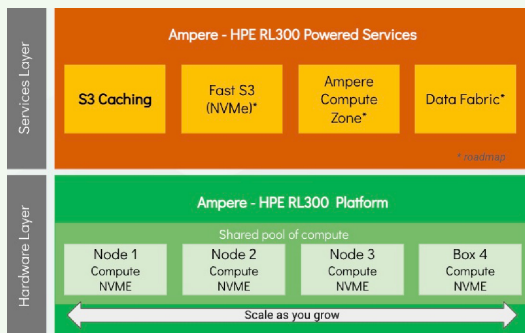 Services Layer
Ampere - HPE RL300 Powered Services
S3 Caching
Fast S3
(NVMe)*
Ampere
Compute
Zone*
Data Fabric*
* roadmap
Hardware Layer
Ampere - HPE RL300 Platform
Shared pool of compute
Node 1
Compute
NVME
Node 2
Compute
NVME
Node 3
Compute
NVME
Box 4
Compute
NVME
Scale as you grow